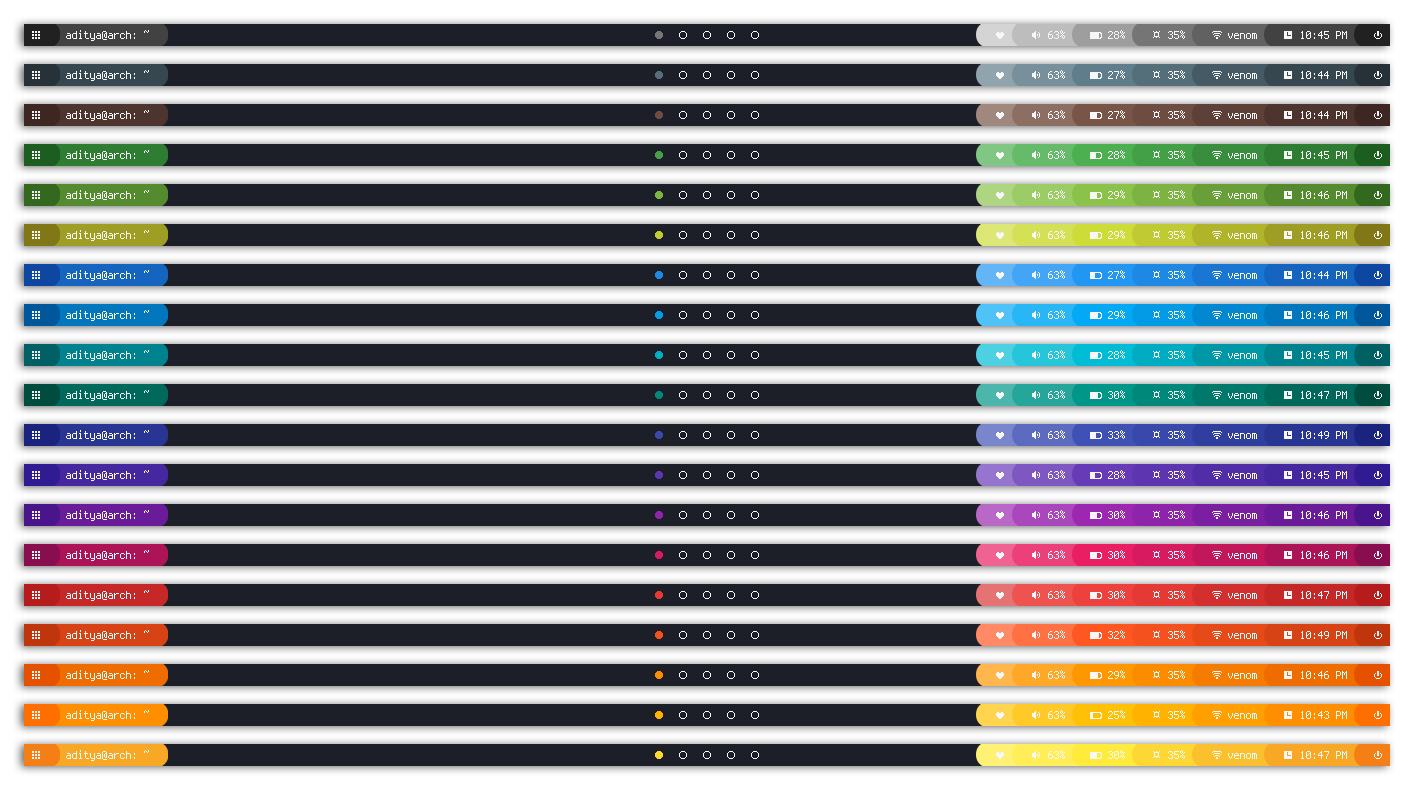 aditya@arch: ~ 63% 28% 35% venom 10:45 PM
aditya@arch: ~ 63% 27% 35% venom 10:44 PM
aditya@arch: ~ 63% 27% 35% venom 10:44 PM
aditya@arch: ~ 63% 28% 35% venom 10:45 PM
aditya@arch: ~ 63% 29% 35% venom 10:46 PM
aditya@arch: ~ 63% 29% 35% venom 10:46 PM
aditya@arch: ~ 63% 27% 35% venom 10:44 PM
aditya@arch: ~ 63% 29% 35% venom 10:46 PM
aditya@arch: ~ 63% 28% 35% venom 10:45 PM
aditya@arch: ~ 63% 30% 35% venom 10:47 PM
aditya@arch: ~ 63% 33% 35% venom 10:49 PM
aditya@arch: ~ 63% 28% 35% venom 10:45 PM
aditya@arch: ~ 63% 30% 35% venom 10:46 PM
aditya@arch: ~ 63% 30% 35% venom 10:46 PM
aditya@arch: ~ 63% 30% 35% venom 10:47 PM
aditya@arch: ~ 63% 32% 35% venom 10:49 PM
aditya@arch: ~ 63% 29% 35% venom 10:46 PM
aditya@arch: ~ 63% 25% 35% venom 10:43 PM
aditya@arch: ~ 63% 30% 35% venom 10:47 PM